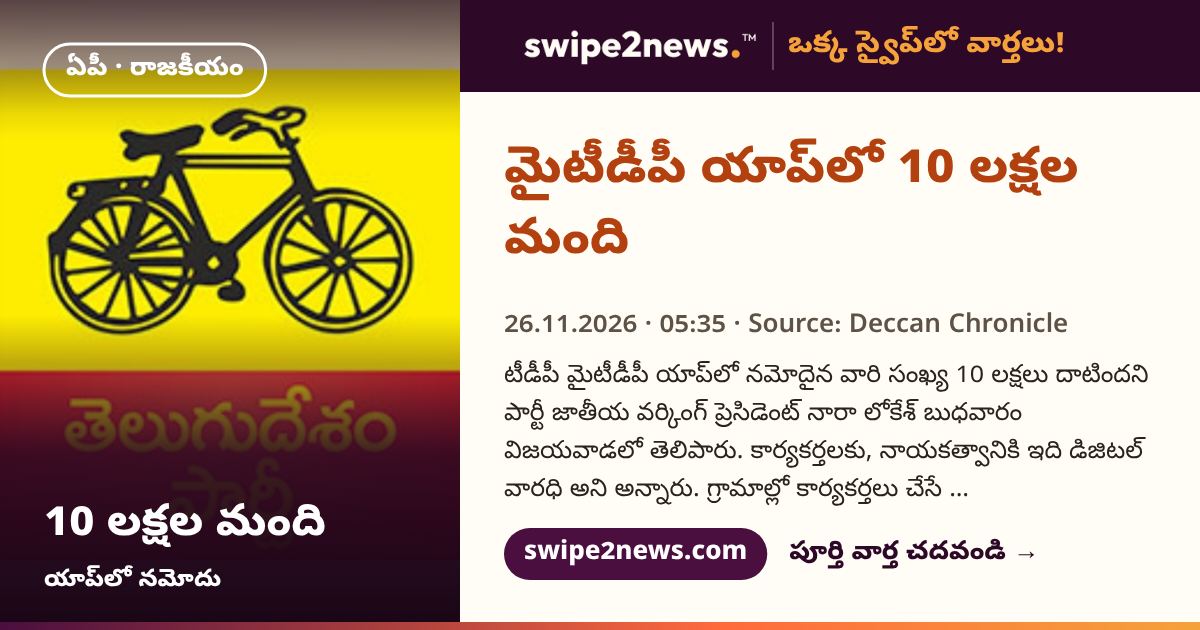 ఏపీ · రాజకీయం
తెలుగుదేశం
పార్టీ
10 లక్షల మంది
యాప్‌లో నమోదు
swipe2news.™
ఒక్క స్వైప్‌లో వార్తలు!
మైటీడీపీ యాప్‌లో 10 లక్షల
మంది
26.11.2026 · 05:35 · Source: Deccan Chronicle
టీడీపీ మైటీడీపీ యాప్‌లో నమోదైన వారి సంఖ్య 10 లక్షలు దాటిందని
పార్టీ జాతీయ వర్కింగ్ ప్రెసిడెంట్ నారా లోకేశ్ బుధవారం
విజయవాడలో తెలిపారు. కార్యకర్తలకు, నాయకత్వానికి ఇది డిజిటల్
వారధి అని అన్నారు. గ్రామాల్లో కార్యకర్తలు చేసే ...
swipe2news.com
పూర్తి వార్త చదవండి →